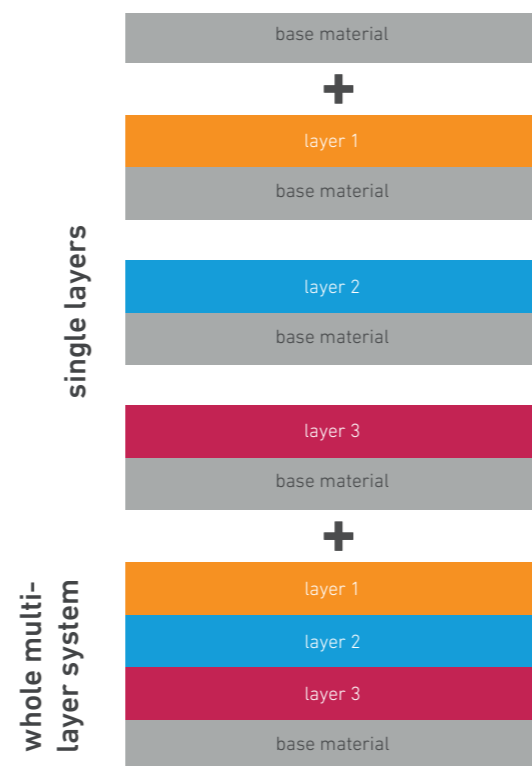 base material
+
layer 1
base material
single layers
layer 2
base material
layer 3
base material
+
whole multi-
layer system
layer 1
layer 2
layer 3
base material